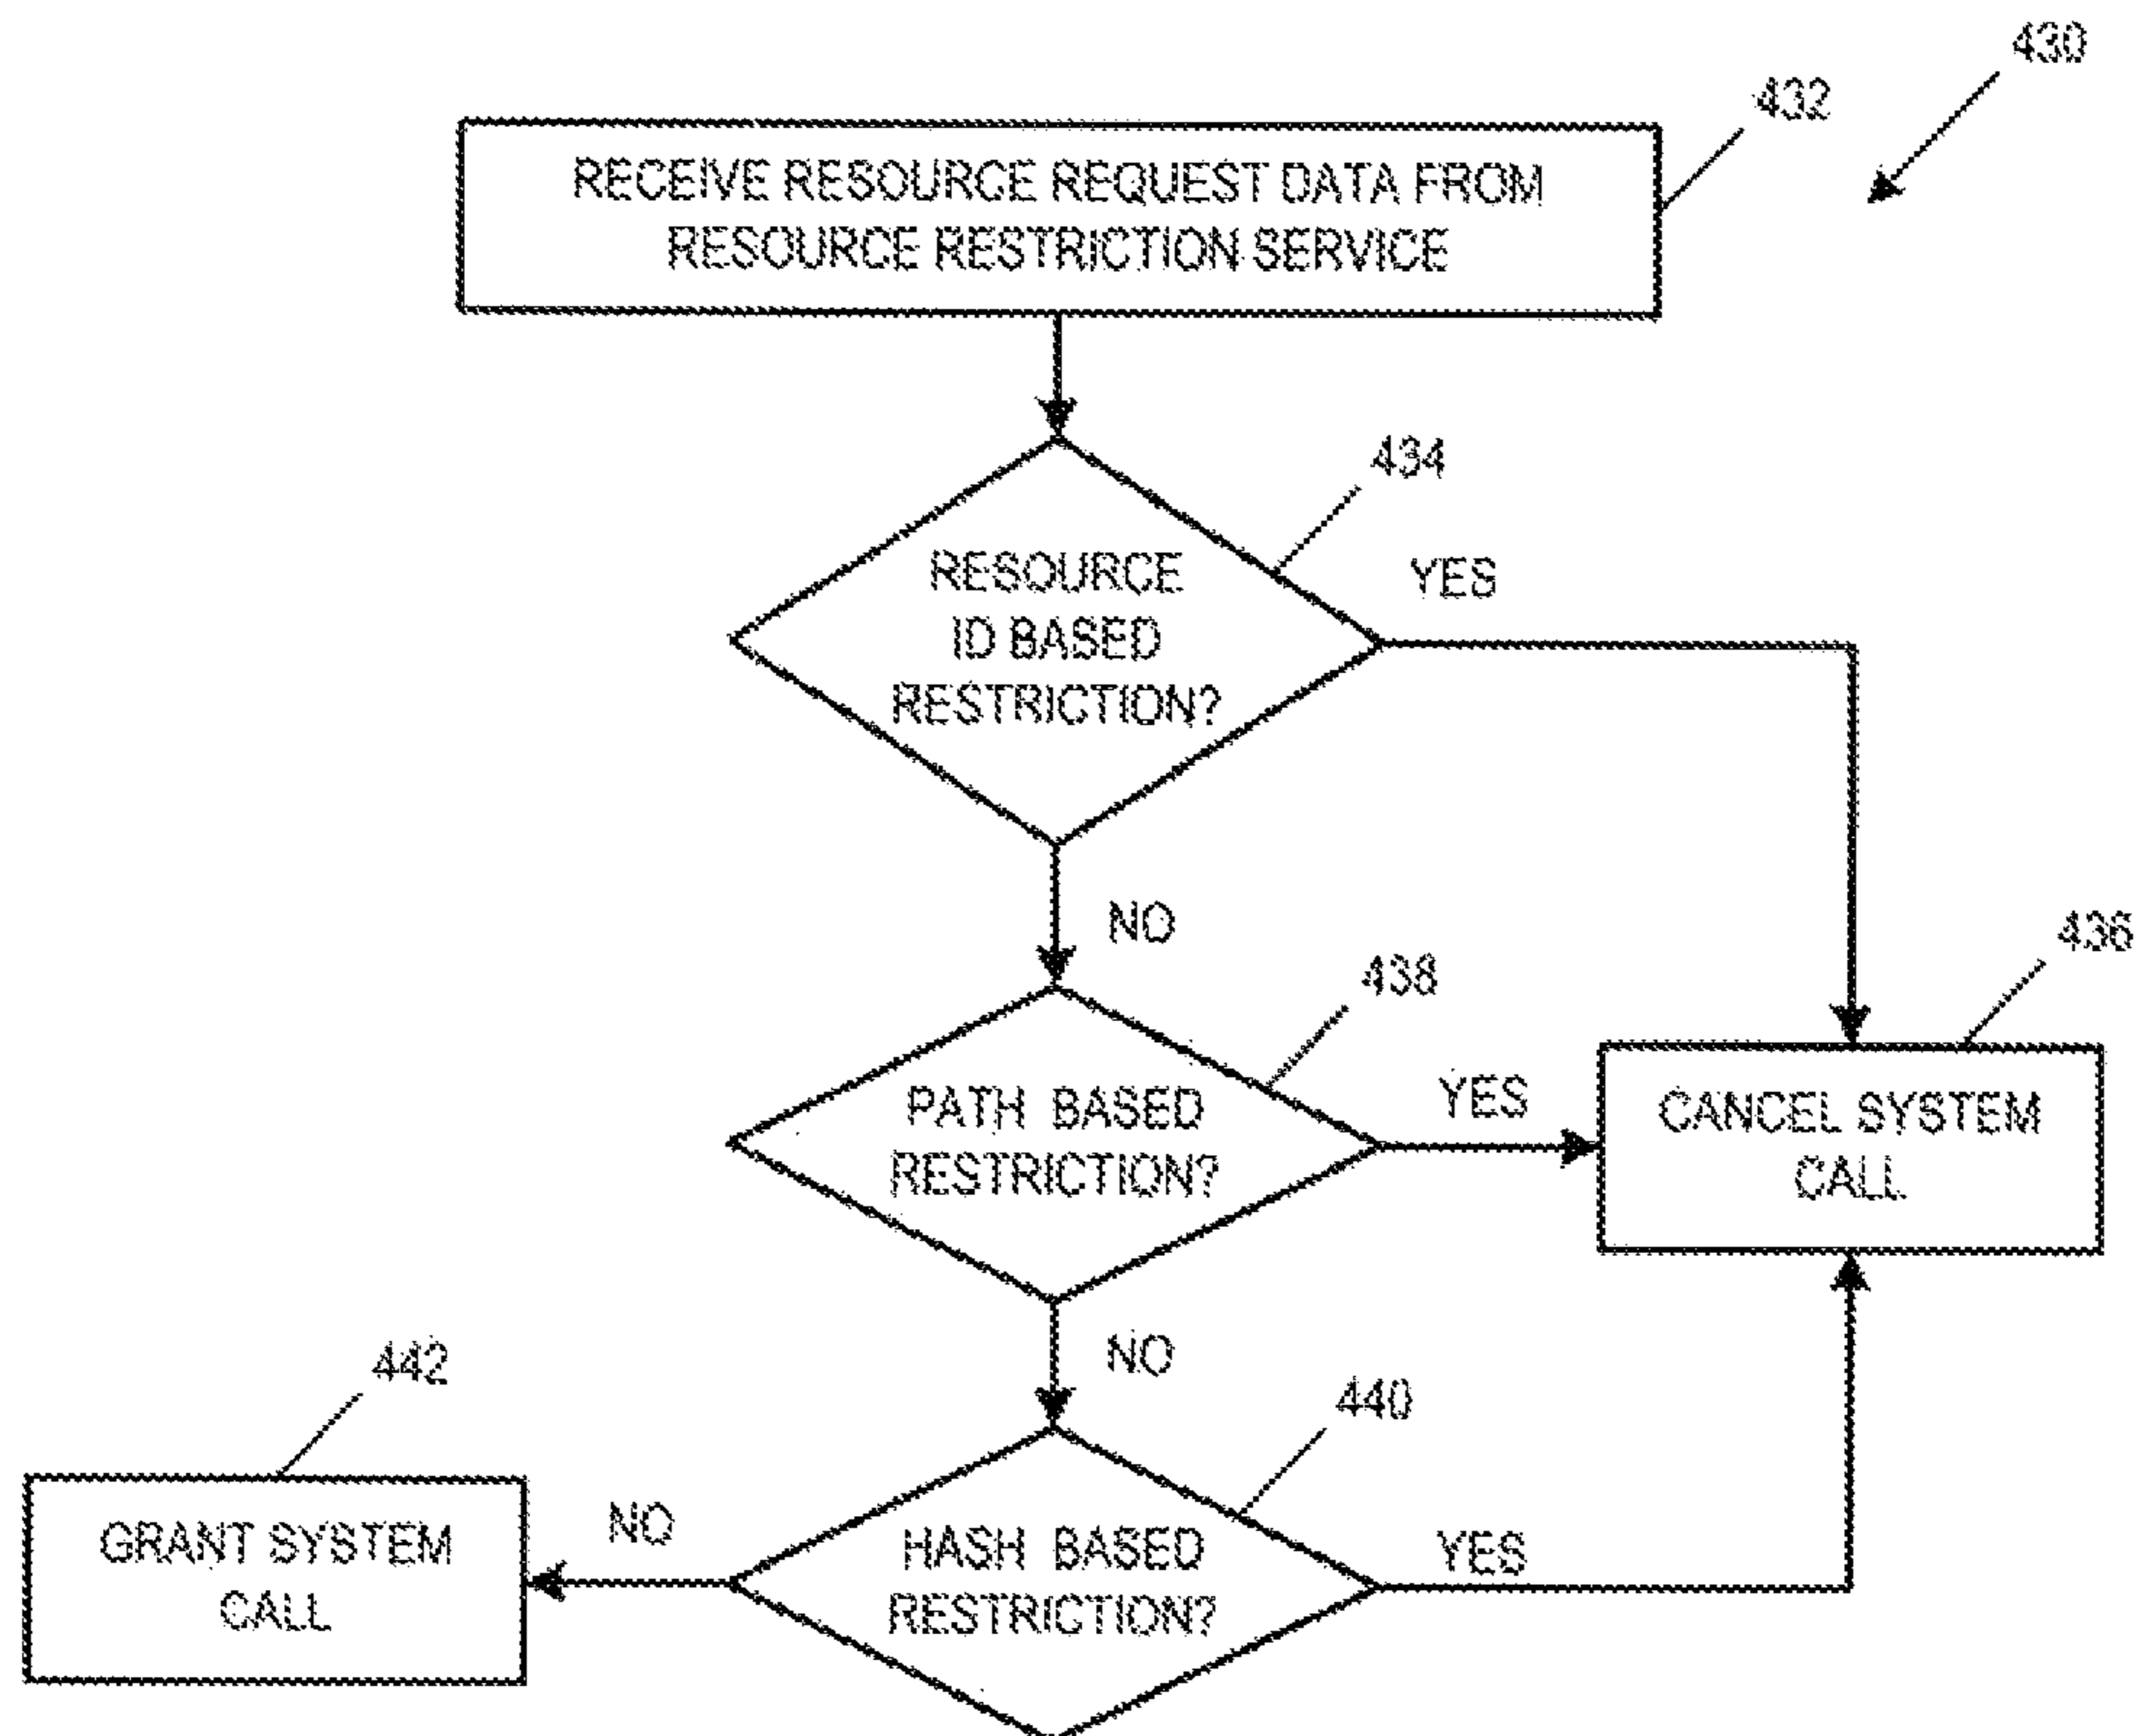 430
432
RECEIVE RESOURCE REQUEST DATA FROM
RESOURCE RESTRICTION SERVICE
434
RESOURCE
ID BASED
RESTRICTION?
YES
NO
436
438
PATH BASED
RESTRICTION?
YES
CANCEL SYSTEM
CALL
NO
442
440
GRANT SYSTEM
CALL
NO
HASH BASED
RESTRICTION?
YES